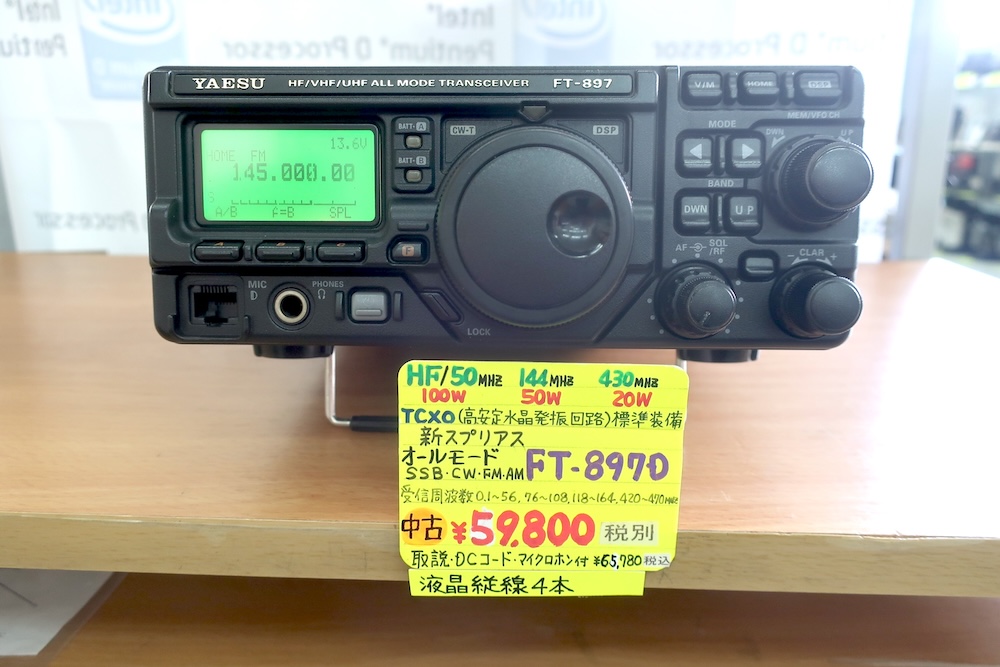 YAESU HF/VHF/UHF ALL MODE TRANSCEIVER FT-897
V/M HOME DSP
MEM/VFO CH
BATT-A
BATT-B
CW-T DSP
MODE
DWN UP
13.6V
HOME FM
145.000.00
S
A/B A=B SPL
BAND
DWN UP
A B C F
AF SQL/RF
- CLAR +
MIC PHONES
LOCK
HF/50MHz 144MHz 430MHz
100W 50W 20W
TCXO(高安定水晶発振回路)標準装備
新スプリアス
オールモード
SSB・CW・FM・AM FT-897D
受信周波数0.1~56, 76~108,118~164,420~470MHz
中古 ¥59,800 税別
取説・DCコード・マイクロホン付 ¥65,780税込
液晶縦線4本